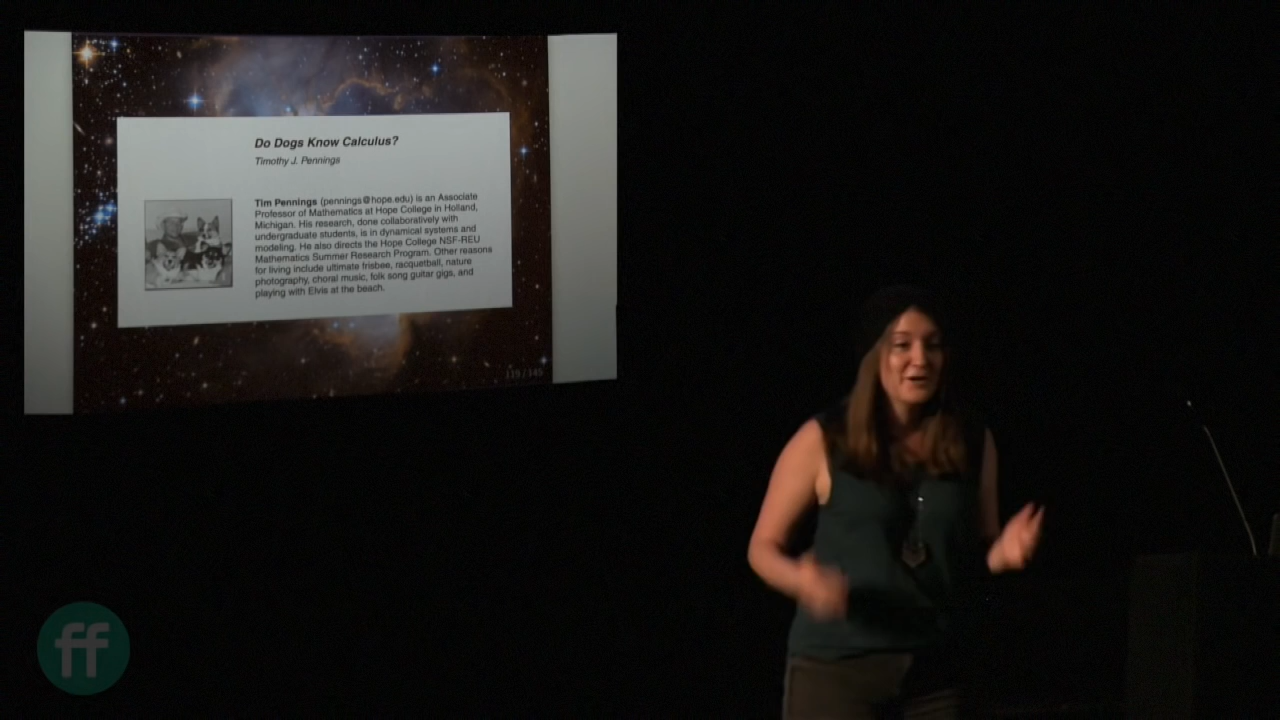 Do Dogs Know Calculus?
Timothy J. Pennings
Tim Pennings (pennings@hope.edu) is an Associate
Professor of Mathematics at Hope College in Holland,
Michigan. His research, done collaboratively with
undergraduate students, is in dynamical systems and
modeling. He also directs the Hope College NSF-REU
Mathematics Summer Research Program. Other reasons
for living include ultimate frisbee, racquetball, nature
photography, choral music, folk song guitar gigs, and
playing with Elvis at the beach.
119 / 145
ff